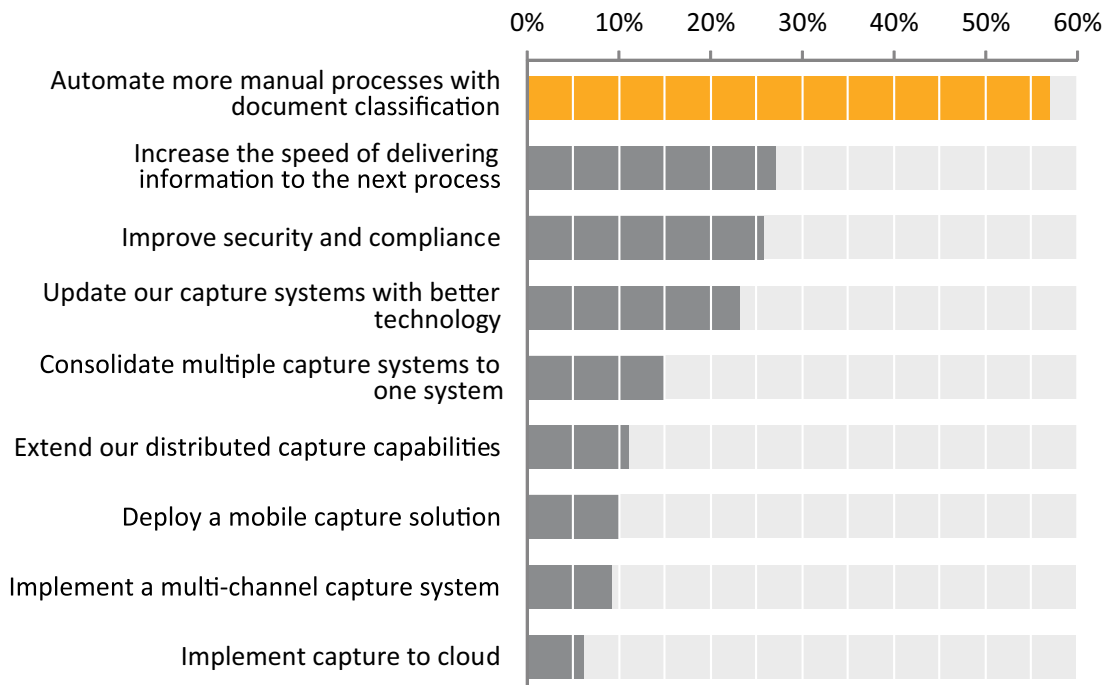 0% 10% 20% 30% 40% 50% 60%
Automate more manual processes with
document classification
Increase the speed of delivering
information to the next process
Improve security and compliance
Update our capture systems with better
technology
Consolidate multiple capture systems to
one system
Extend our distributed capture capabilities
Deploy a mobile capture solution
Implement a multi-channel capture system
Implement capture to cloud